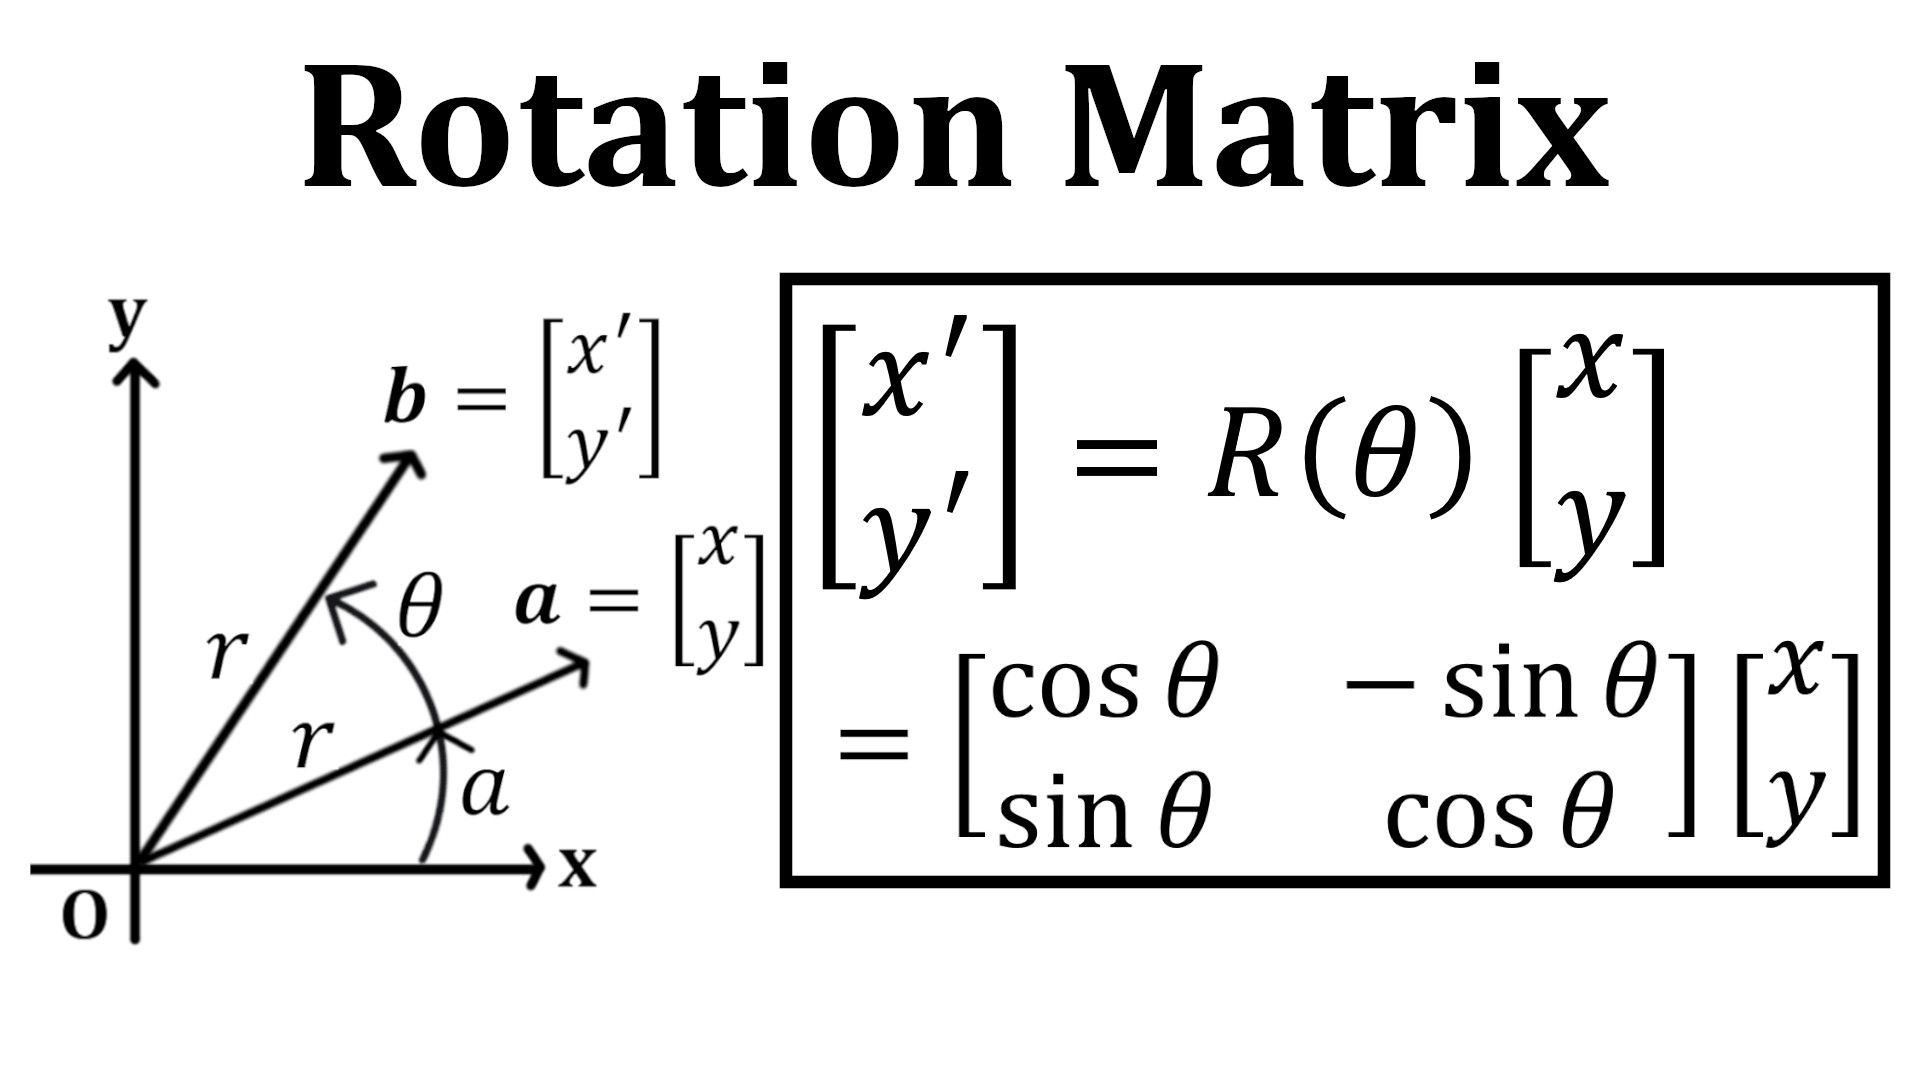 Rotation Matrix
y
b = [x′ y′]
a = [x y]
θ
r
r
a
x
O
[x′ y′] = R(θ) [x y]
= [cos θ − sin θ sin θ cos θ] [x y]